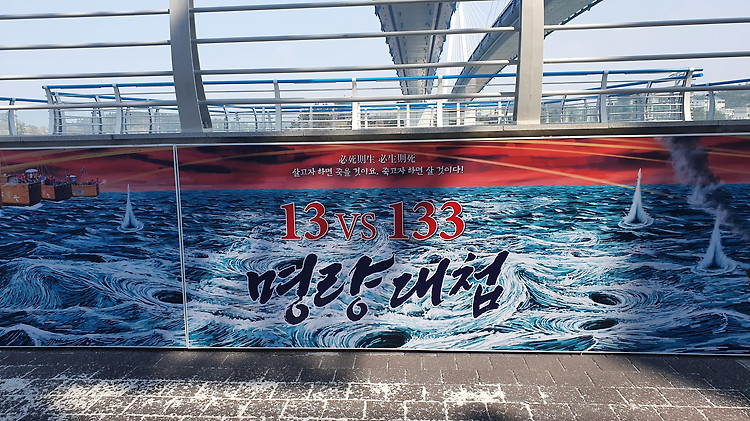 必死則生 必生則死
살고자 하면 죽을 것이요, 죽고자 하면 살 것이다!
13 VS 133
명량대첩